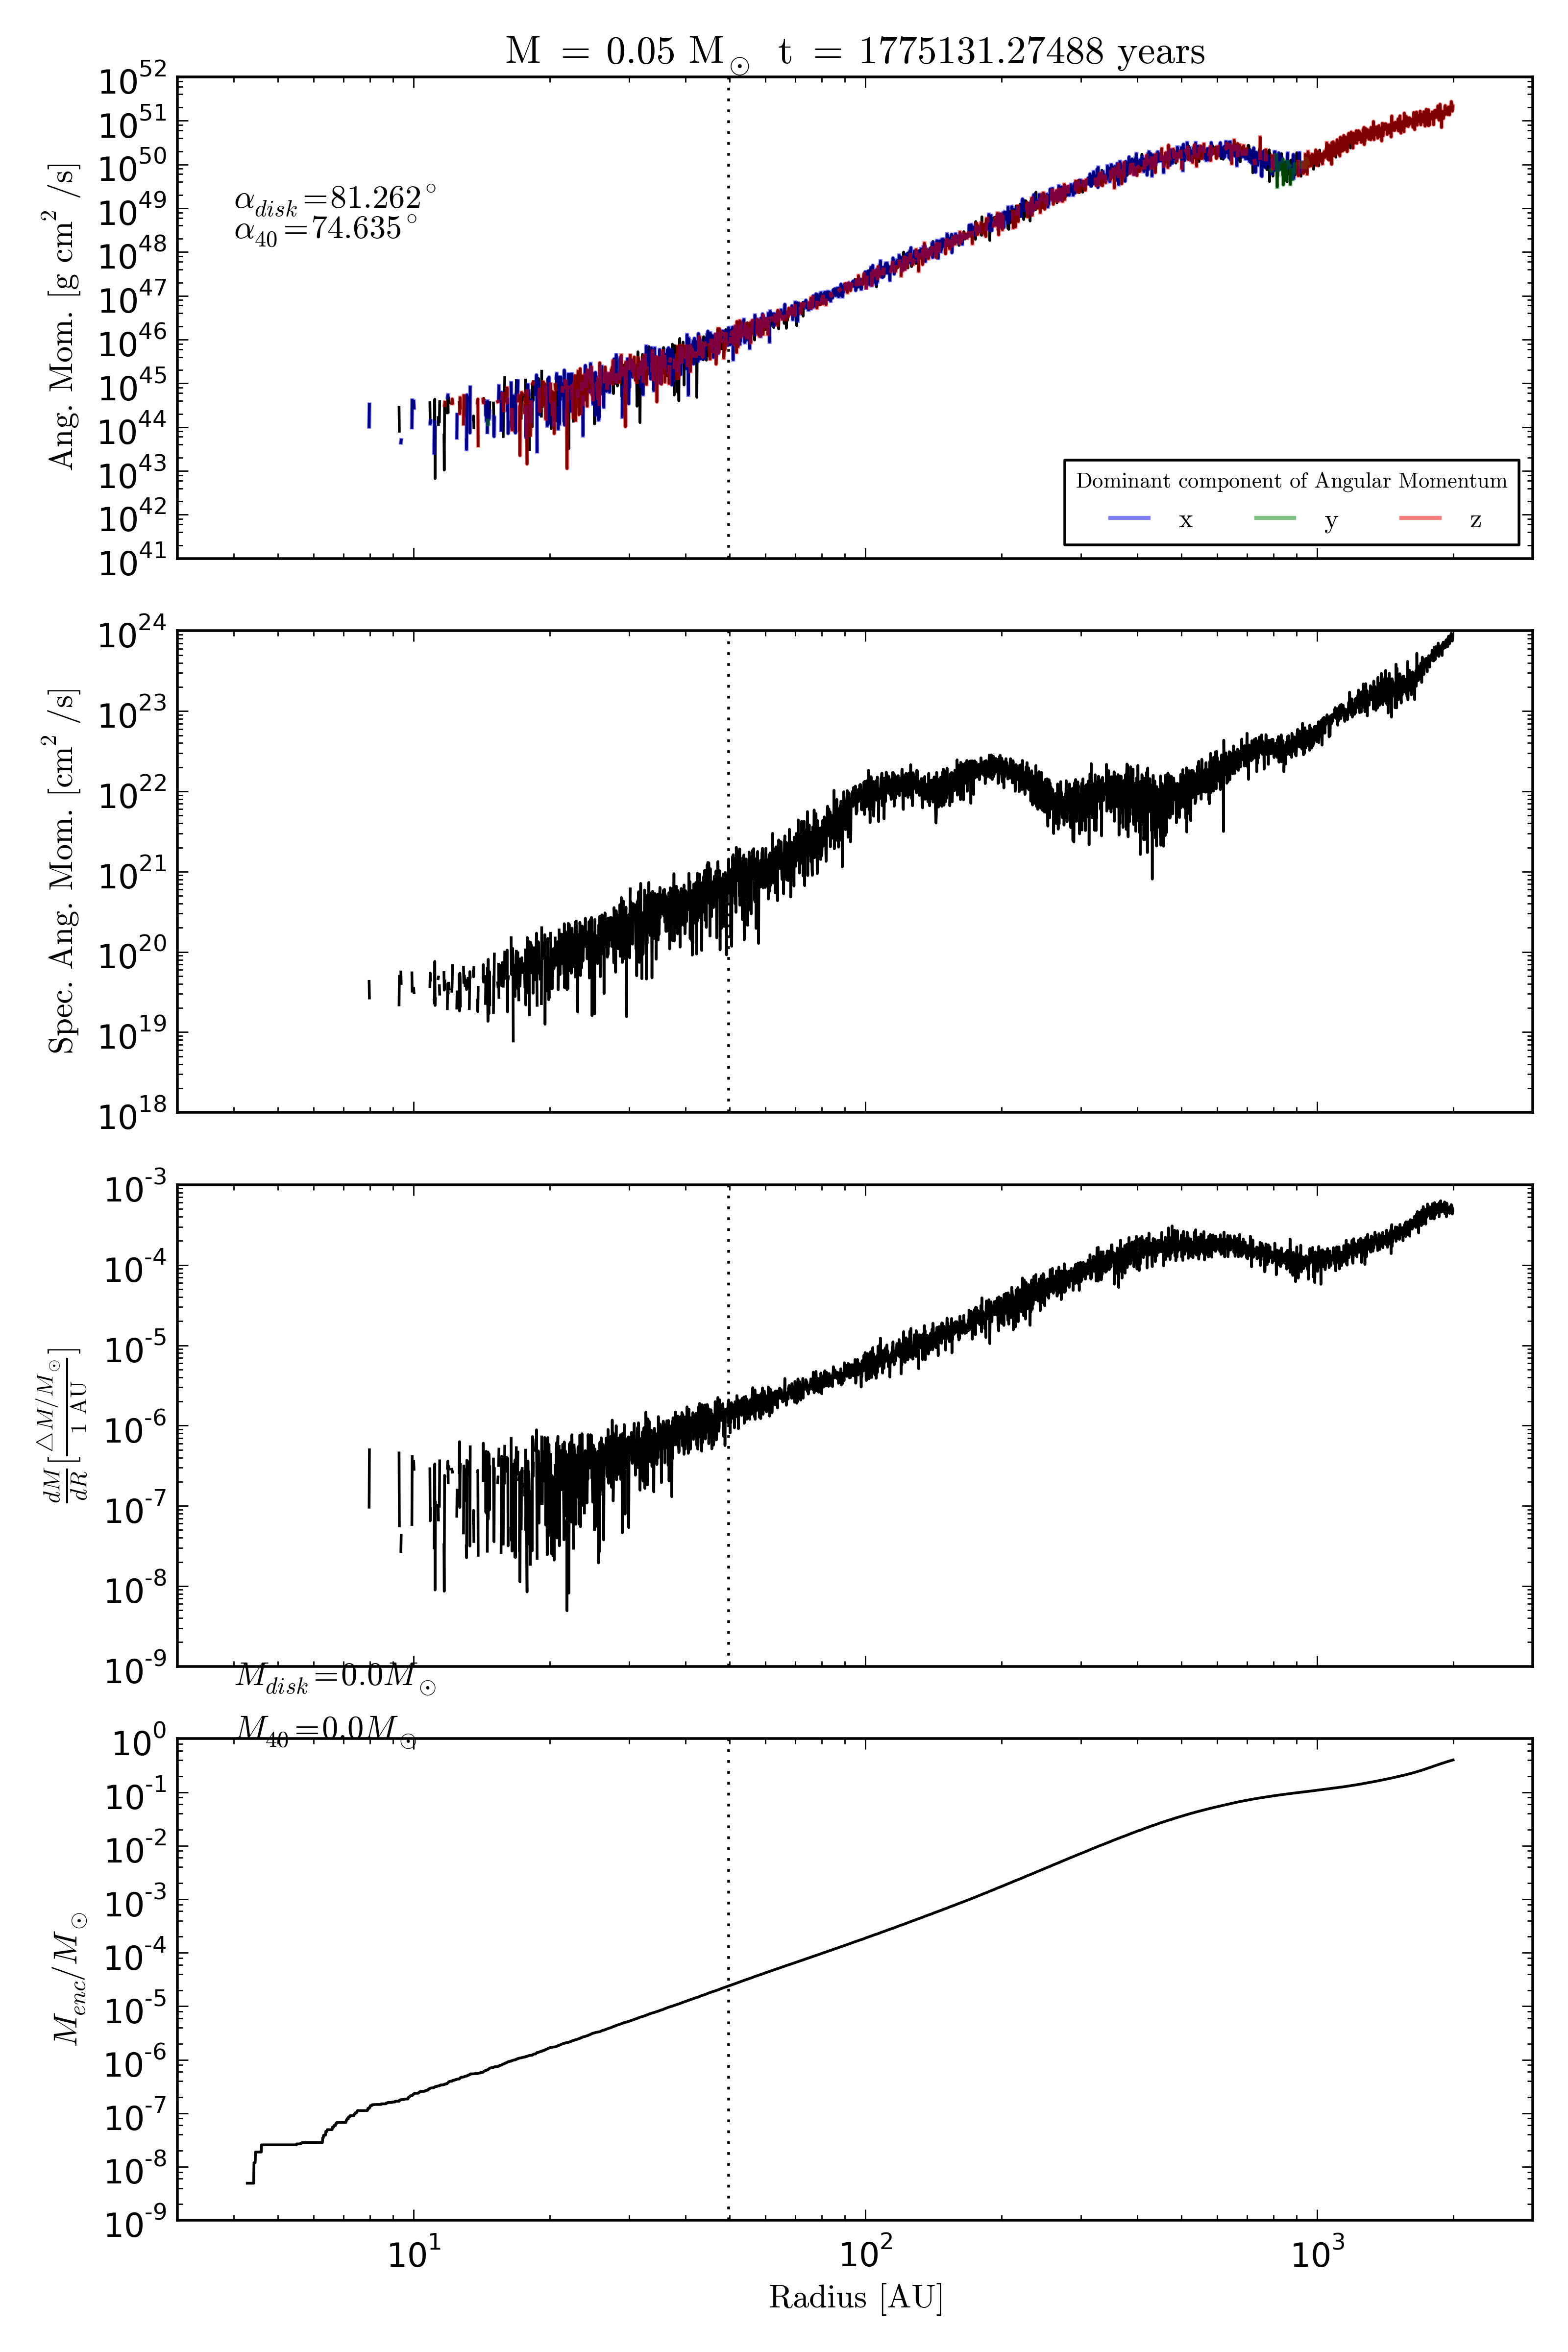 M = 0.05 M⊙ t = 1775131.27488 years
10^52
10^51
10^50
10^49
10^48
10^47
10^46
10^45
10^44
10^43
10^42
10^41
Ang. Mom. [g cm^2 /s]
α_disk=81.262°
α_40=74.635°
Dominant component of Angular Momentum
x y z
10^24
10^23
10^22
10^21
10^20
10^19
10^18
Spec. Ang. Mom. [cm^2 /s]
10^-3
10^-4
10^-5
10^-6
10^-7
10^-8
10^-9
dM/dR [△M/M⊙ / 1 AU]
M_disk=0.0M⊙
M_40=0.0M⊙
10^0
10^-1
10^-2
10^-3
10^-4
10^-5
10^-6
10^-7
10^-8
10^-9
M_enc/M⊙
10^1 10^2 10^3
Radius [AU]